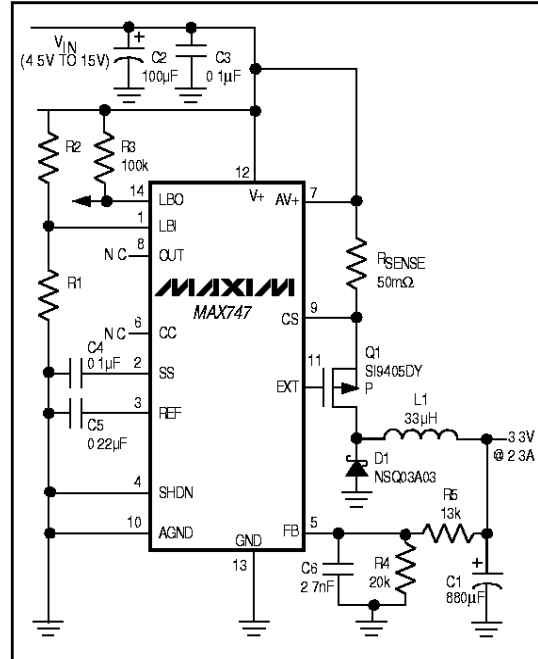 VIN
(4 5V TO 15V)
+
C2
100µF
C3
0 1µF
R2
R3
100k
12
V+
AV+
7
14
LBO
1
LBI
N C
8
OUT
RSENSE
50mΩ
R1
MAXIM
MAX747
CS
9
N C
6
CC
C4
0 1µF
2
SS
EXT
11
Q1
SI9405DY
P
C5
0 22µF
3
REF
L1
33µH
3 3V
@ 2 3A
D1
NSQ03A03
4
SHDN
R5
13k
10
AGND
GND
13
FB
5
C6
2 7nF
R4
20k
+
C1
880µF